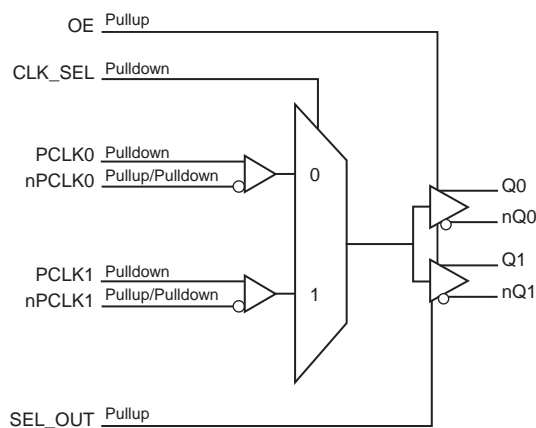 OE Pullup
CLK_SEL Pulldown
PCLK0 Pulldown
nPCLK0 Pullup/Pulldown
0
Q0
nQ0
Q1
nQ1
PCLK1 Pulldown
nPCLK1 Pullup/Pulldown
1
SEL_OUT Pullup